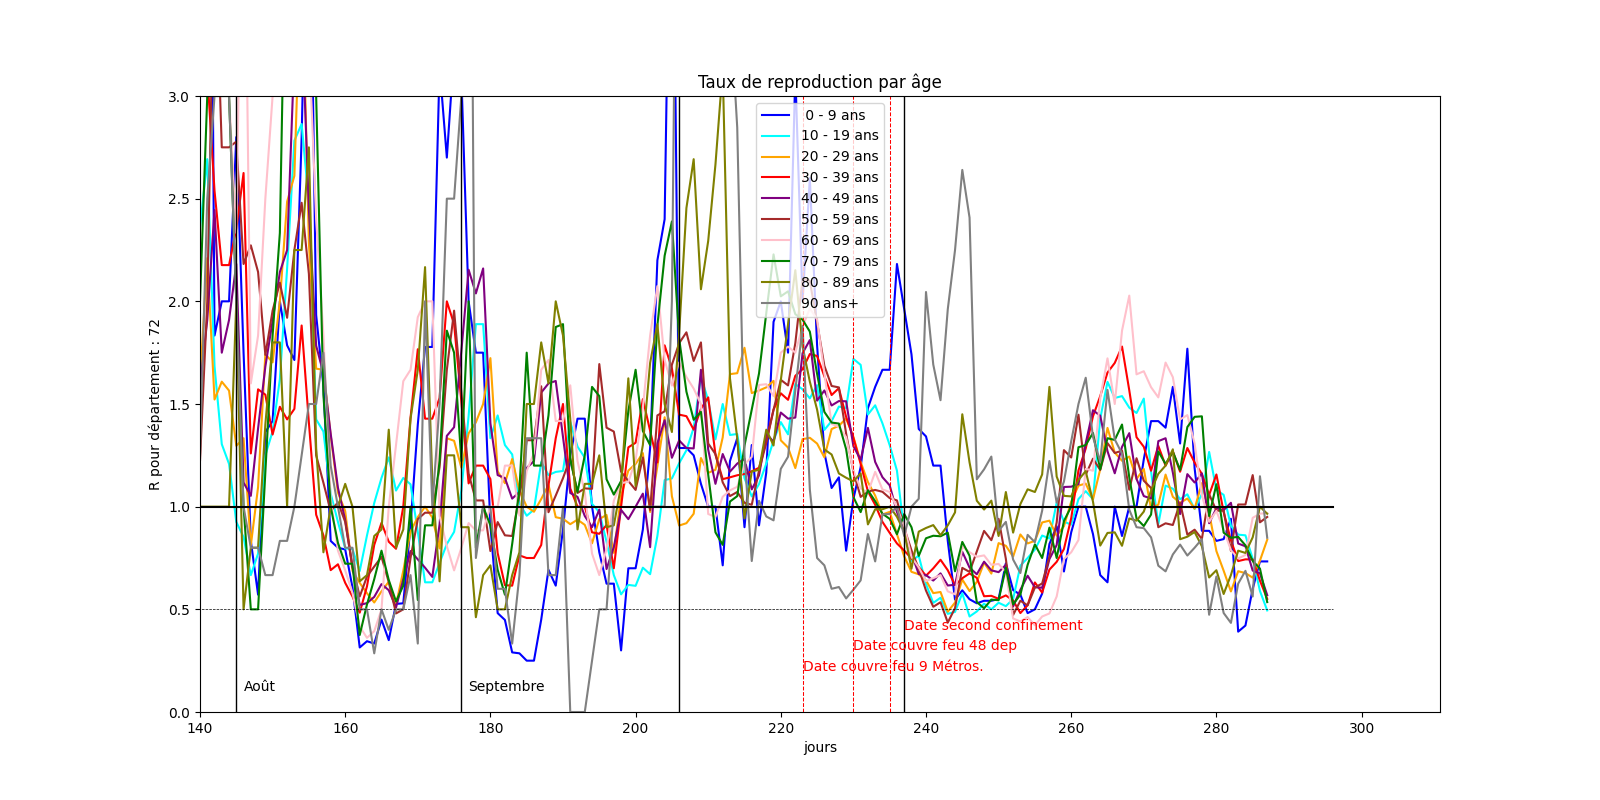 Taux de reproduction par âge
R pour département : 72
3.0
2.5
2.0
1.5
1.0
0.5
0.0
0 - 9 ans
10 - 19 ans
20 - 29 ans
30 - 39 ans
40 - 49 ans
50 - 59 ans
60 - 69 ans
70 - 79 ans
80 - 89 ans
90 ans+
Date second confinement
Date couvre feu 48 dep
Date couvre feu 9 Métros.
Août
Septembre
140 160 180 200 220 240 260 280 300
jours